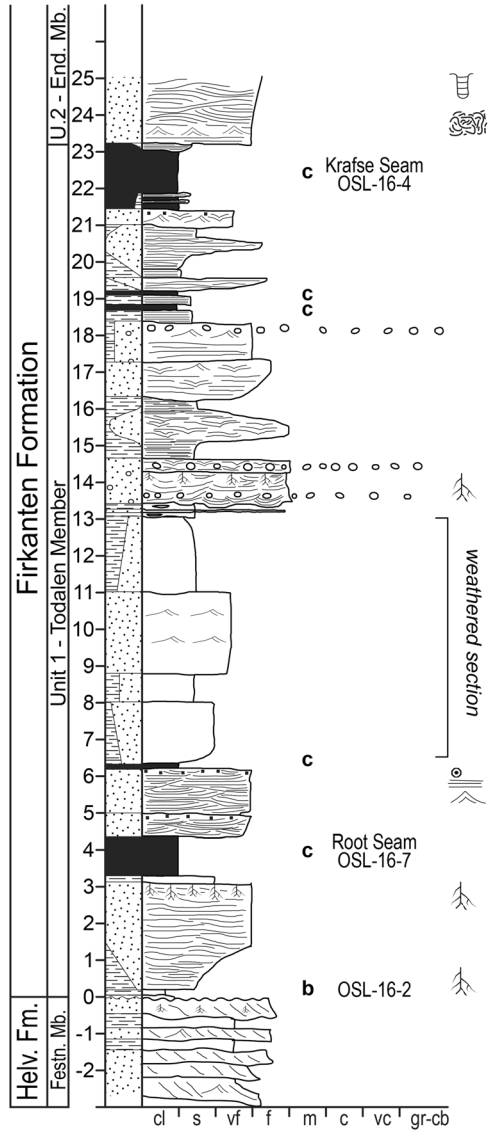 Firkanten Formation
Helv. Fm.
U.2 - End. Mb.
Unit 1 - Todalen Member
Festn. Mb.
25
24
23
22
21
20
19
18
17
16
15
14
13
12
11
10
9
8
7
6
5
4
3
2
1
0
-1
-2
c Krafse Seam
OSL-16-4
c
c
weathered section
c
c Root Seam
OSL-16-7
b OSL-16-2
cl s vf f m c vc gr-cb